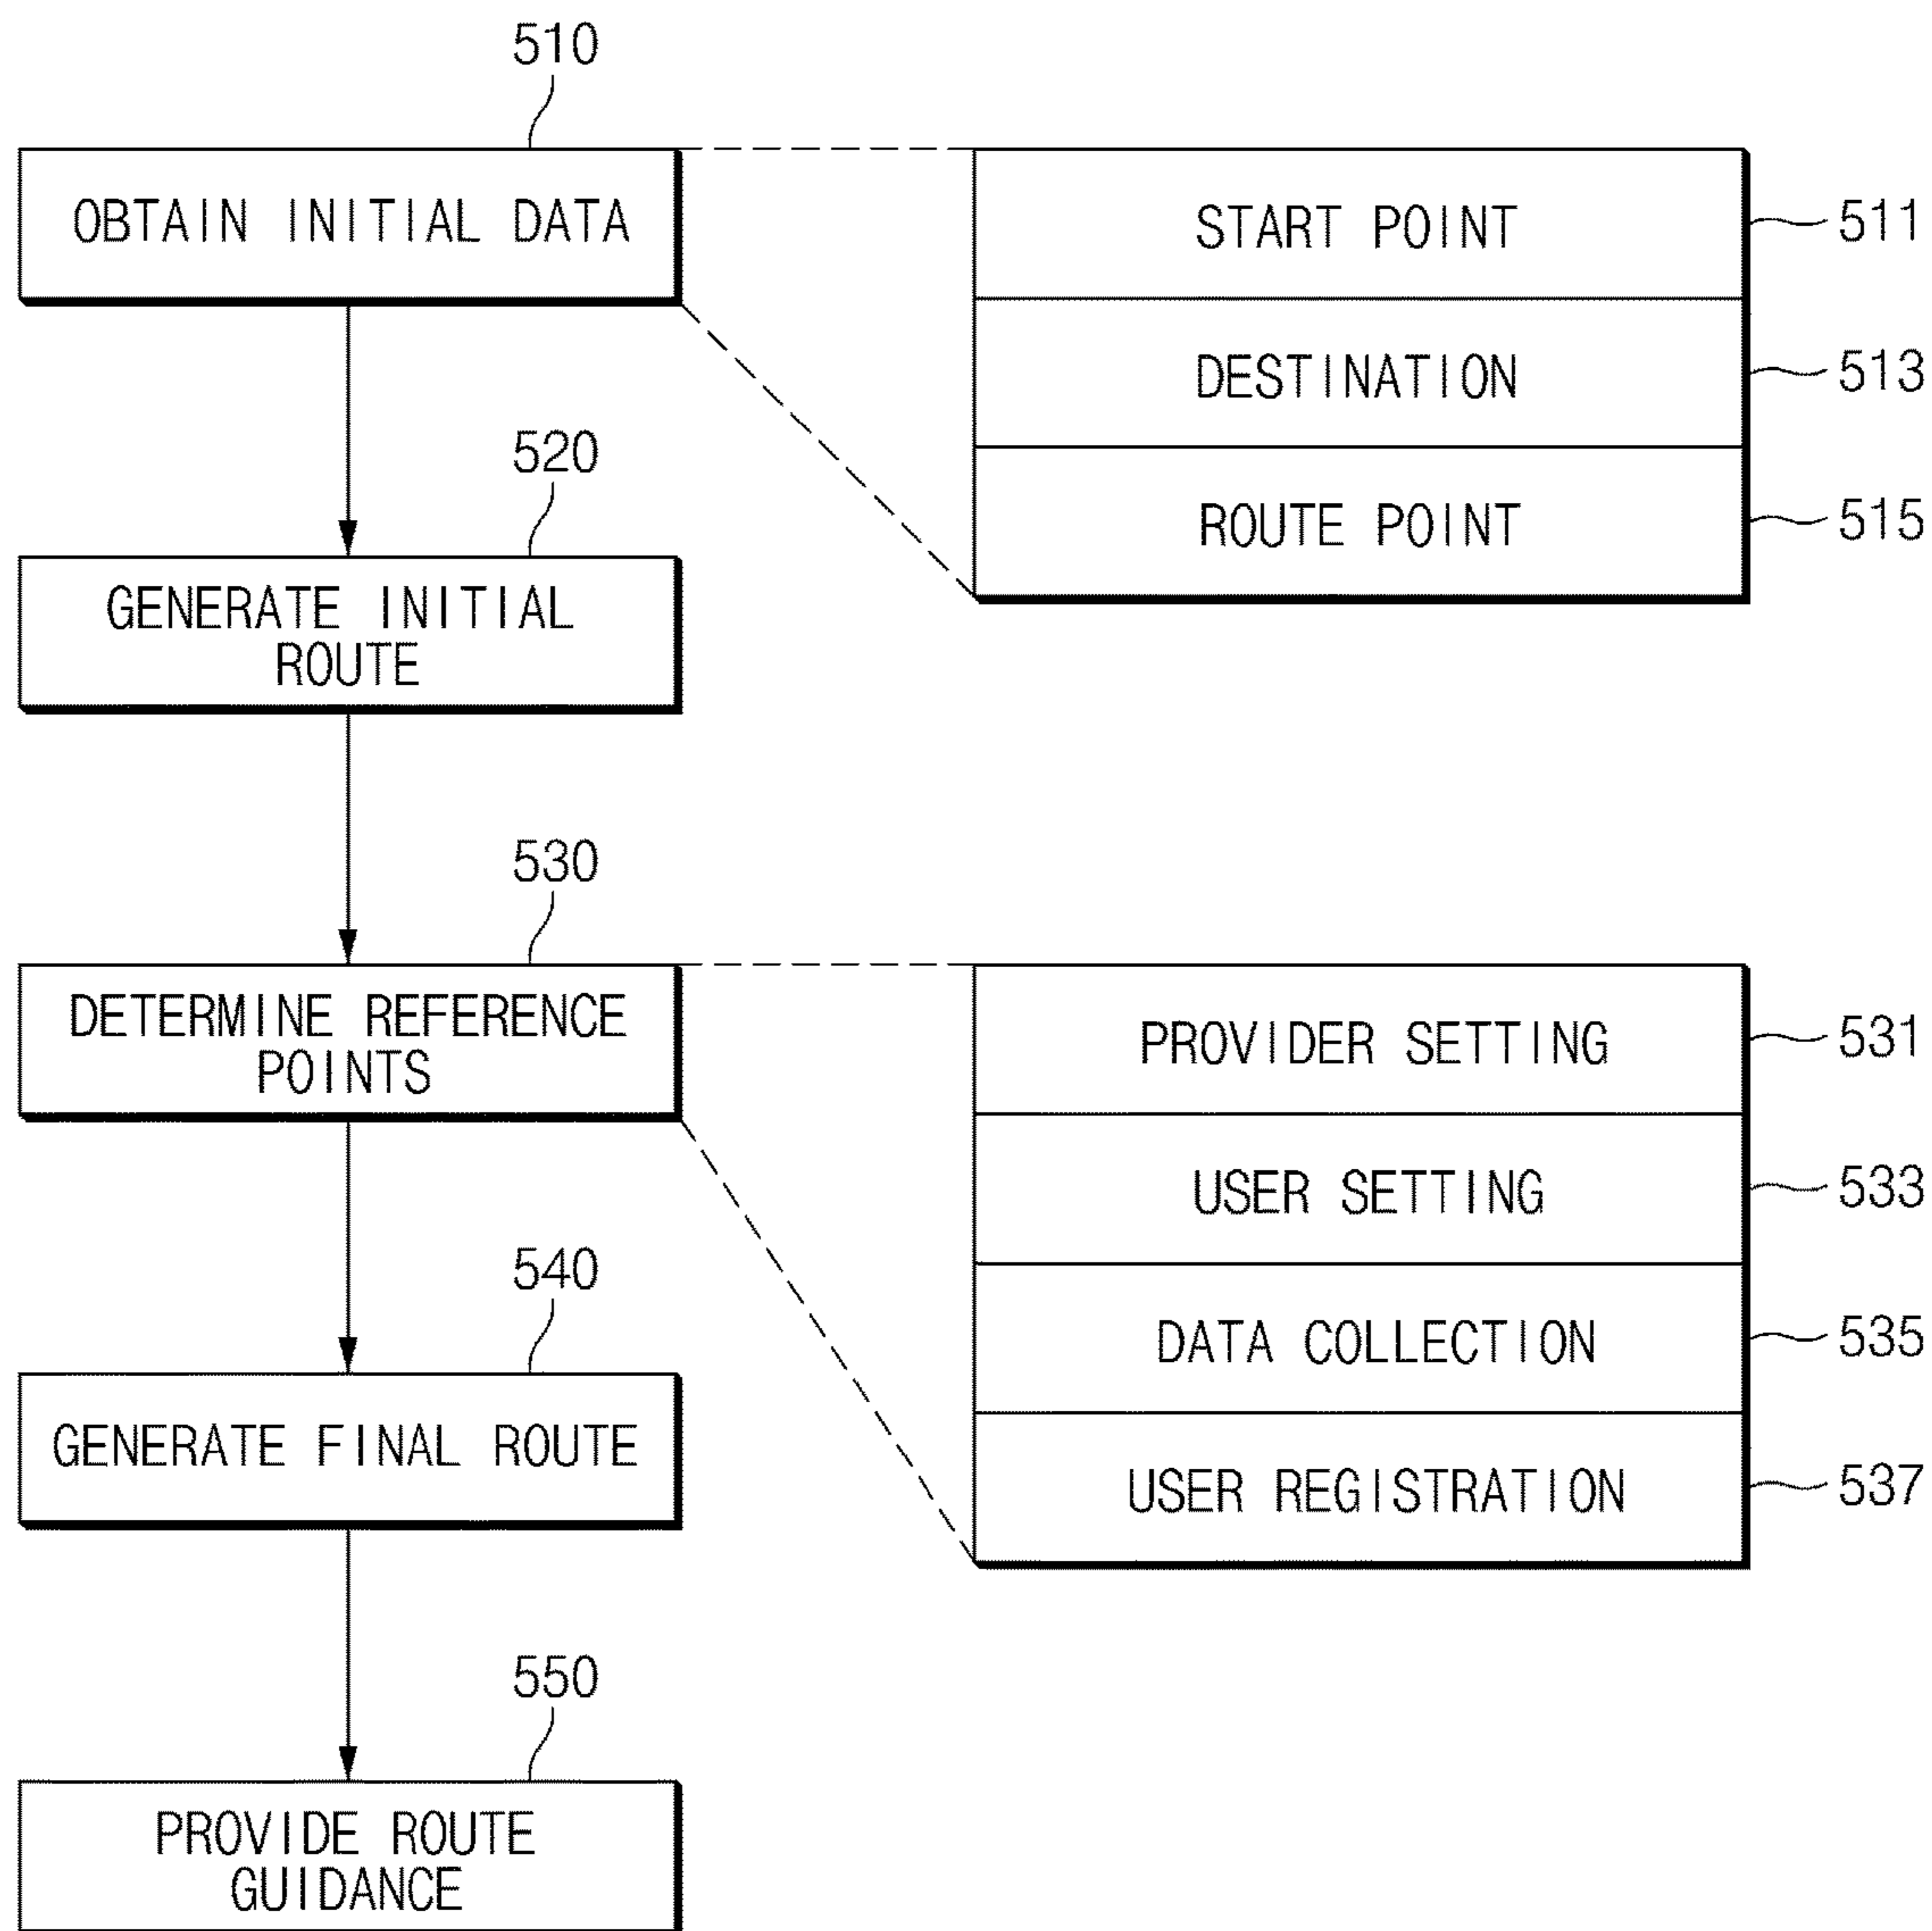 510
OBTAIN INITIAL DATA
START POINT
511
DESTINATION
513
ROUTE POINT
515
520
GENERATE INITIAL
ROUTE
530
DETERMINE REFERENCE
POINTS
PROVIDER SETTING
531
USER SETTING
533
DATA COLLECTION
535
USER REGISTRATION
537
540
GENERATE FINAL ROUTE
550
PROVIDE ROUTE
GUIDANCE